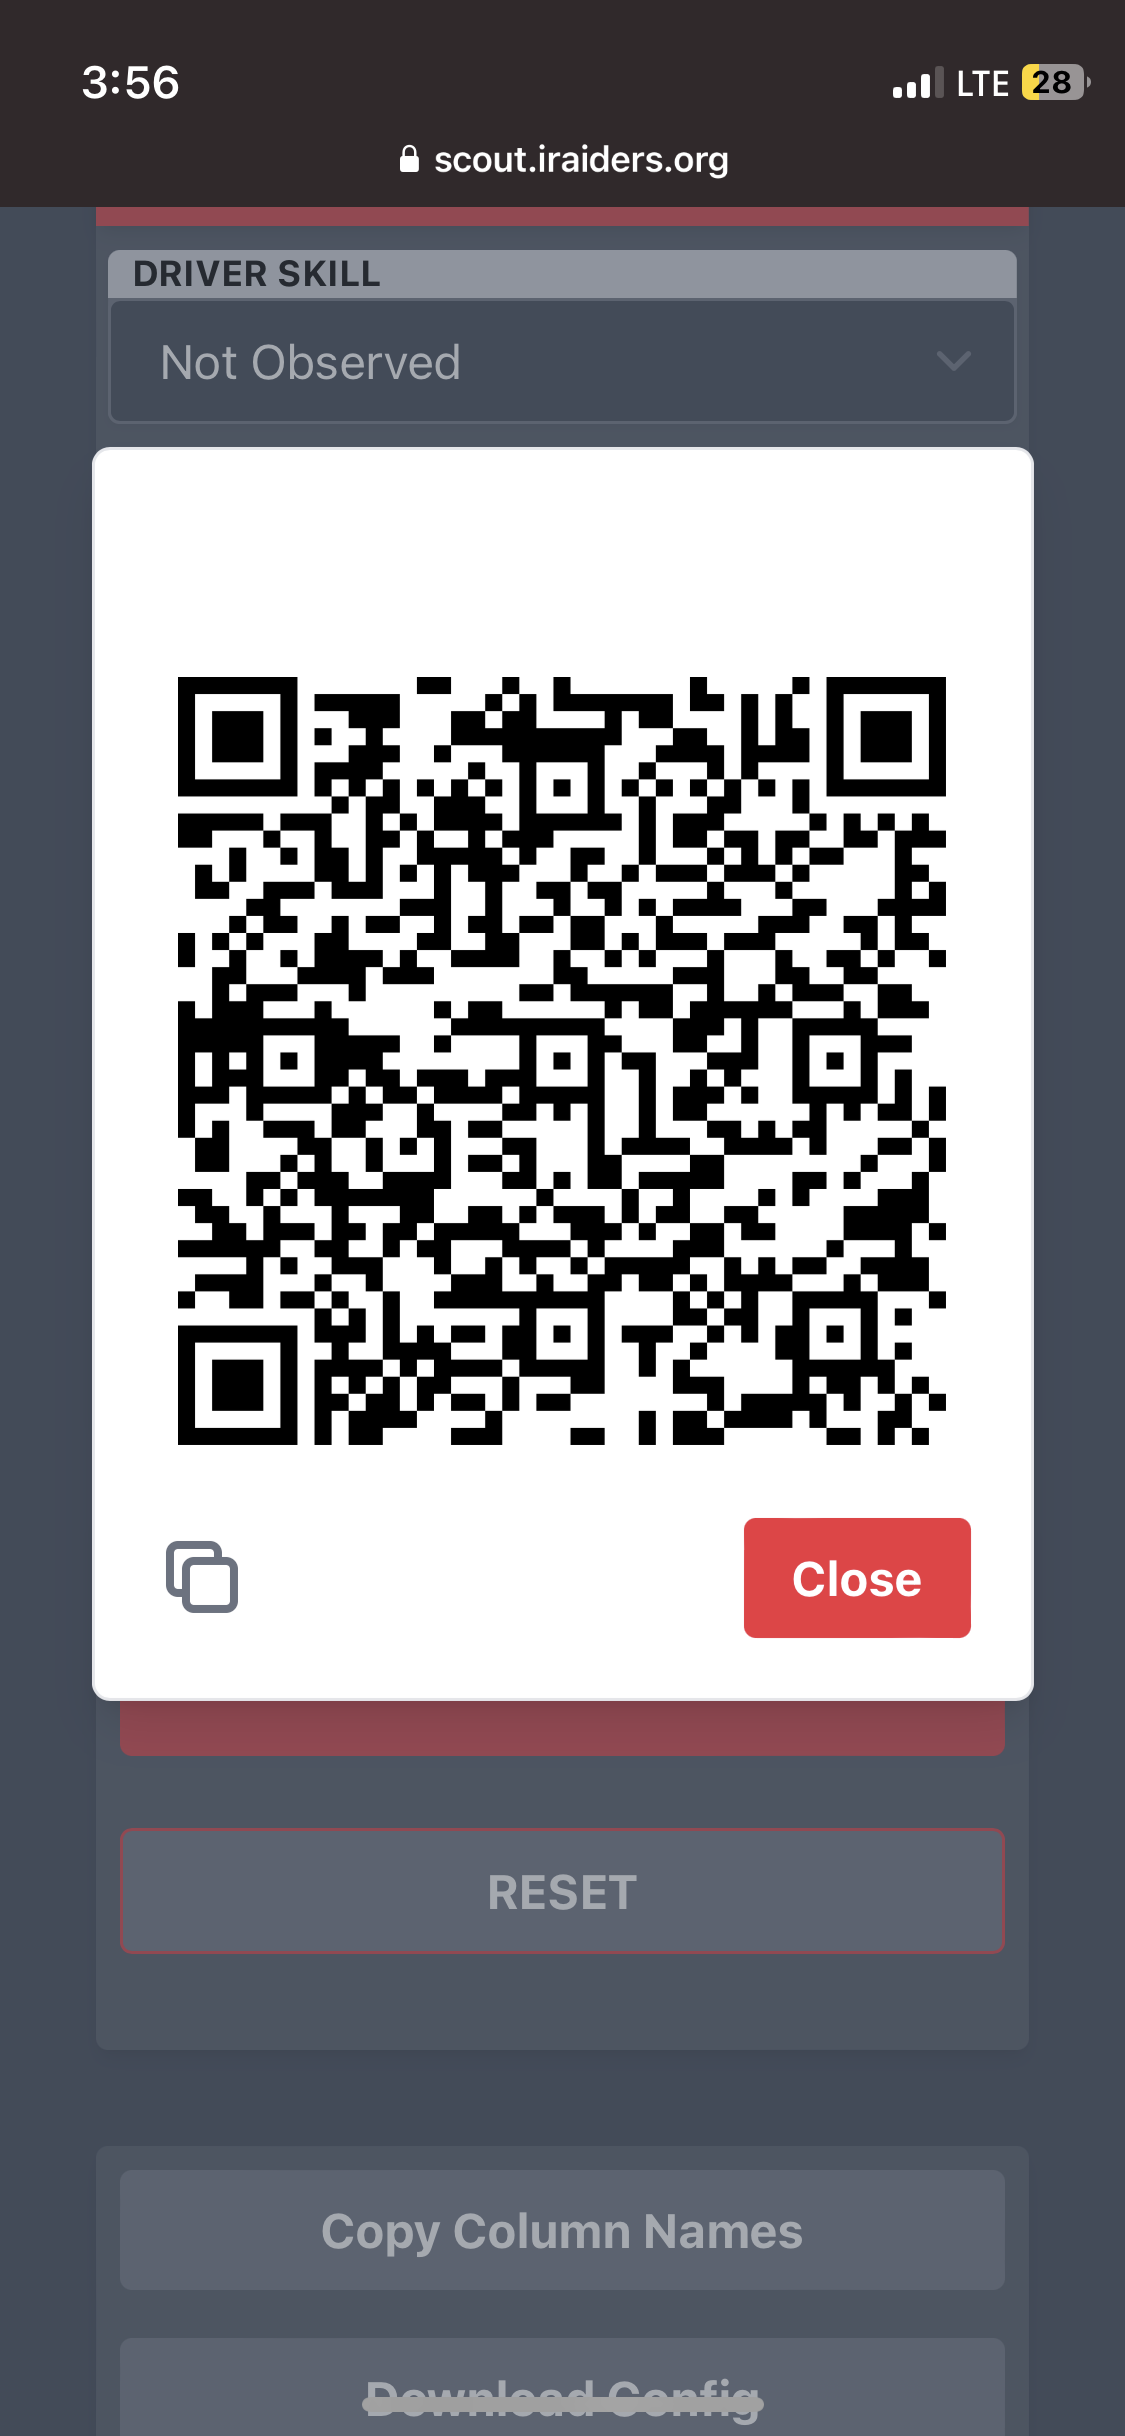 3:56
LTE 28
scout.iraiders.org
DRIVER SKILL
Not Observed
Close
RESET
Copy Column Names
Download Config